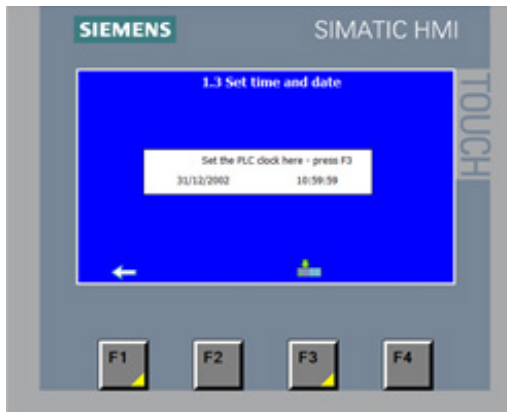 SIEMENS
SIMATIC HMI
TOUCH
1.3 Set time and date
Set the PLC clock here - press F3
31/12/2002 10:59:59
F1 F2 F3 F4